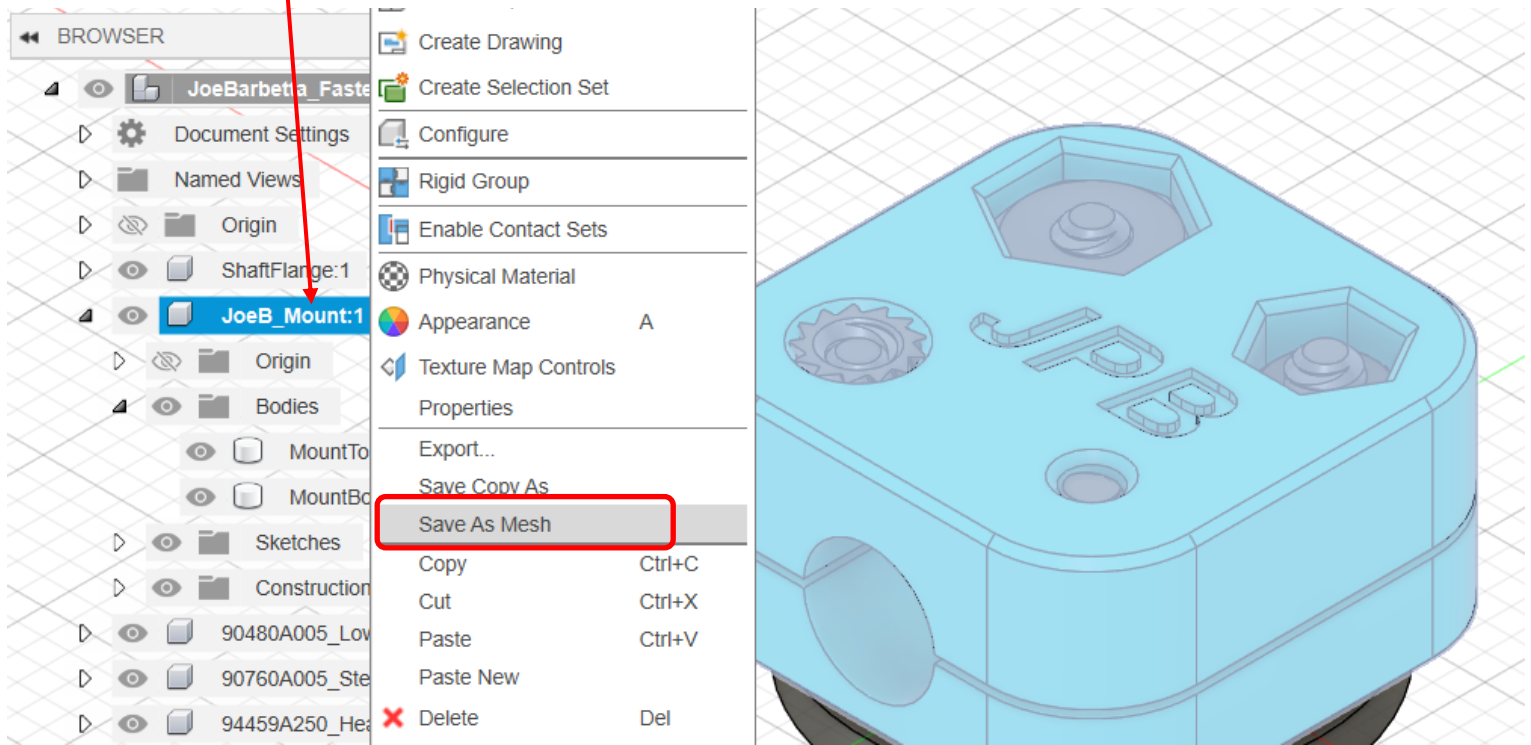 BROWSER
JoeBarbetta_Faste
Document Settings
Named Views
Origin
ShaftFlange:1
JoeB_Mount:1
Origin
Bodies
MountTo
MountBo
Sketches
Construction
90480A005_Low
90760A005_Ste
94459A250_Hea
Create Drawing
Create Selection Set
Configure
Rigid Group
Enable Contact Sets
Physical Material
Appearance A
Texture Map Controls
Properties
Export...
Save Copy As
Save As Mesh
Copy Ctrl+C
Cut Ctrl+X
Paste Ctrl+V
Paste New
Delete Del
JPB